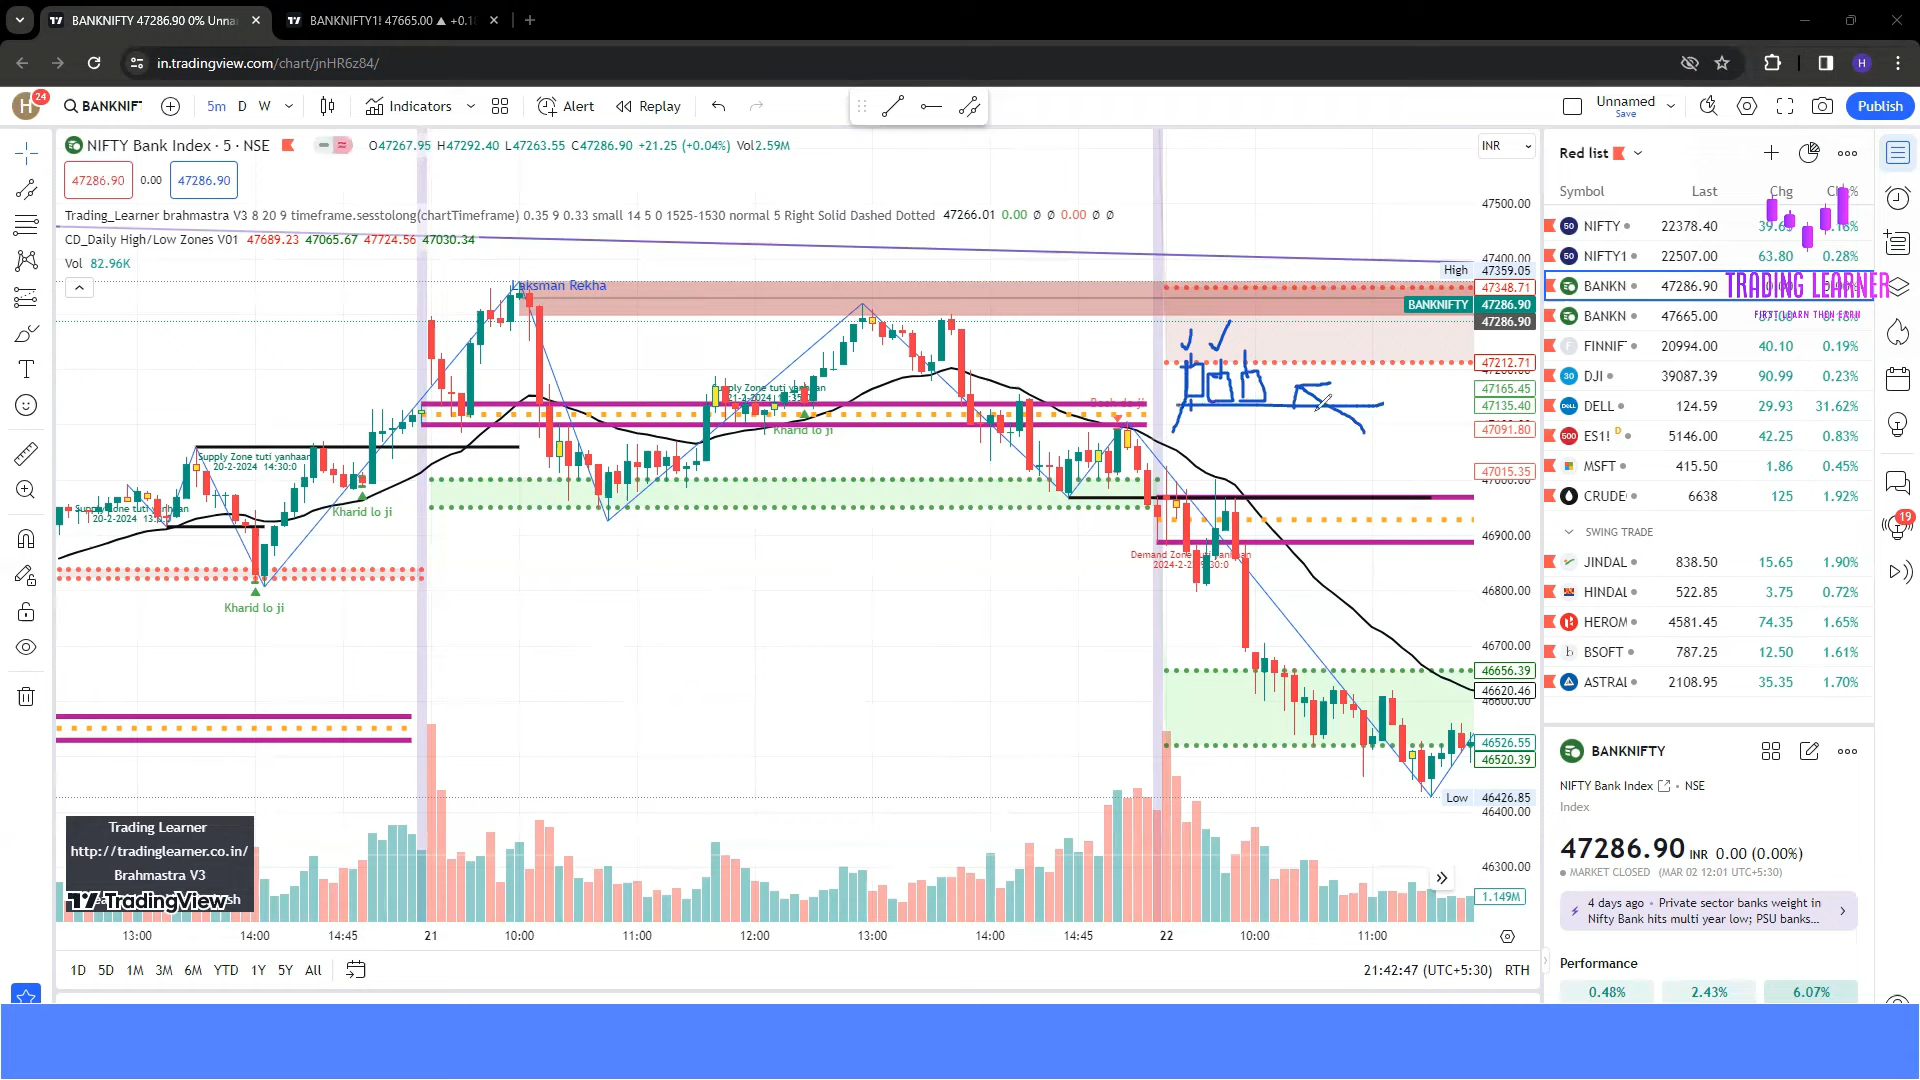 BANKNIFTY 47286.90 0% Unna
BANKNIFTY1! 47665.00 ▲ +0.1
in.tradingview.com/chart/jnHR6z84/
H
H
24
BANKNIF
5m
D
W
Indicators
Alert
Replay
Unnamed
Save
Publish
NIFTY Bank Index · 5 · NSE
O47267.95 H47292.40 L47263.55 C47286.90 +21.25 (+0.04%) Vol2.59M
INR
47286.90
0.00
47286.90
Trading_Learner brahmastra V3 8 20 9 timeframe.sesstolong(chartTimeframe) 0.35 9 0.33 small 14 5 0 1525-1530 normal 5 Right Solid Dashed Dotted 47266.01 0.00 Ø Ø 0.00 Ø Ø
CD_Daily High/Low Zones V01 47689.23 47065.67 47724.56 47030.34
Vol 82.96K
47500.00
47400.00
High 47359.05
47348.71
BANKNIFTY 47286.90
47286.90
47212.71
47165.45
47135.40
47091.80
47015.35
46900.00
46800.00
46700.00
46656.39
46620.46
46600.00
46526.55
46520.39
Low 46426.85
46400.00
46300.00
1.149M
Laksman Rekha
Supply Zone tuti yanhaan
20-2-2024 14:30:0
Kharid lo ji
Kharid lo ji
Kharid lo ji
Demand Zone tuti yanhaan
Trading Learner
http://tradinglearner.co.in/
Brahmastra V3
TradingView
13:00
14:00
14:45
21
10:00
11:00
12:00
13:00
14:00
14:45
22
10:00
11:00
1D
5D
1M
3M
6M
YTD
1Y
5Y
All
21:42:47 (UTC+5:30)
RTH
Red list
Symbol
Last
Chg
NIFTY 22378.40
NIFTY1 22507.00 63.80 0.28%
BANKN 47286.90
BANKN 47665.00
FINNIF 20994.00 40.10 0.19%
DJI 39087.39 90.99 0.23%
DELL 124.59 29.93 31.62%
ES1! D 5146.00 42.25 0.83%
MSFT 415.50 1.86 0.45%
CRUDE 6638 125 1.92%
SWING TRADE
JINDAL 838.50 15.65 1.90%
HINDAL 522.85 3.75 0.72%
HEROM 4581.45 74.35 1.65%
BSOFT 787.25 12.50 1.61%
ASTRAL 2108.95 35.35 1.70%
TRADING LEARNER
FIRST LEARN THEN EARN
19
BANKNIFTY
NIFTY Bank Index · NSE
Index
47286.90 INR 0.00 (0.00%)
MARKET CLOSED (MAR 02 12:01 UTC+5:30)
4 days ago · Private sector banks weight in
Nifty Bank hits multi year low; PSU banks...
Performance
0.48%
2.43%
6.07%